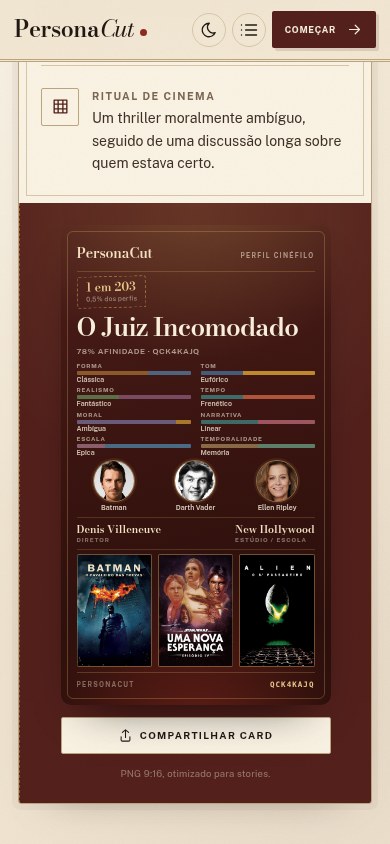 PersonaCut
COMEÇAR
RITUAL DE CINEMA
Um thriller moralmente ambíguo,
seguido de uma discussão longa sobre
quem estava certo.
PersonaCut
PERFIL CINÉFILO
1 em 203
0,5% dos perfis
O Juiz Incomodado
78% AFINIDADE · QCK4KAJQ
FORMA
Clássica
TOM
Eufórico
REALISMO
Fantástico
TEMPO
Frenético
MORAL
Ambígua
NARRATIVA
Linear
ESCALA
Épica
TEMPORALIDADE
Memória
Batman
Darth Vader
Ellen Ripley
Denis Villeneuve
DIRETOR
New Hollywood
ESTÚDIO / ESCOLA
BATMAN
O CAVALEIRO DAS TREVAS
STAR WARS
UMA NOVA
ESPERANÇA
EPISÓDIO IV
ALIEN
O 8º PASSAGEIRO
PERSONACUT
QCK4KAJQ
COMPARTILHAR CARD
PNG 9:16, otimizado para stories.